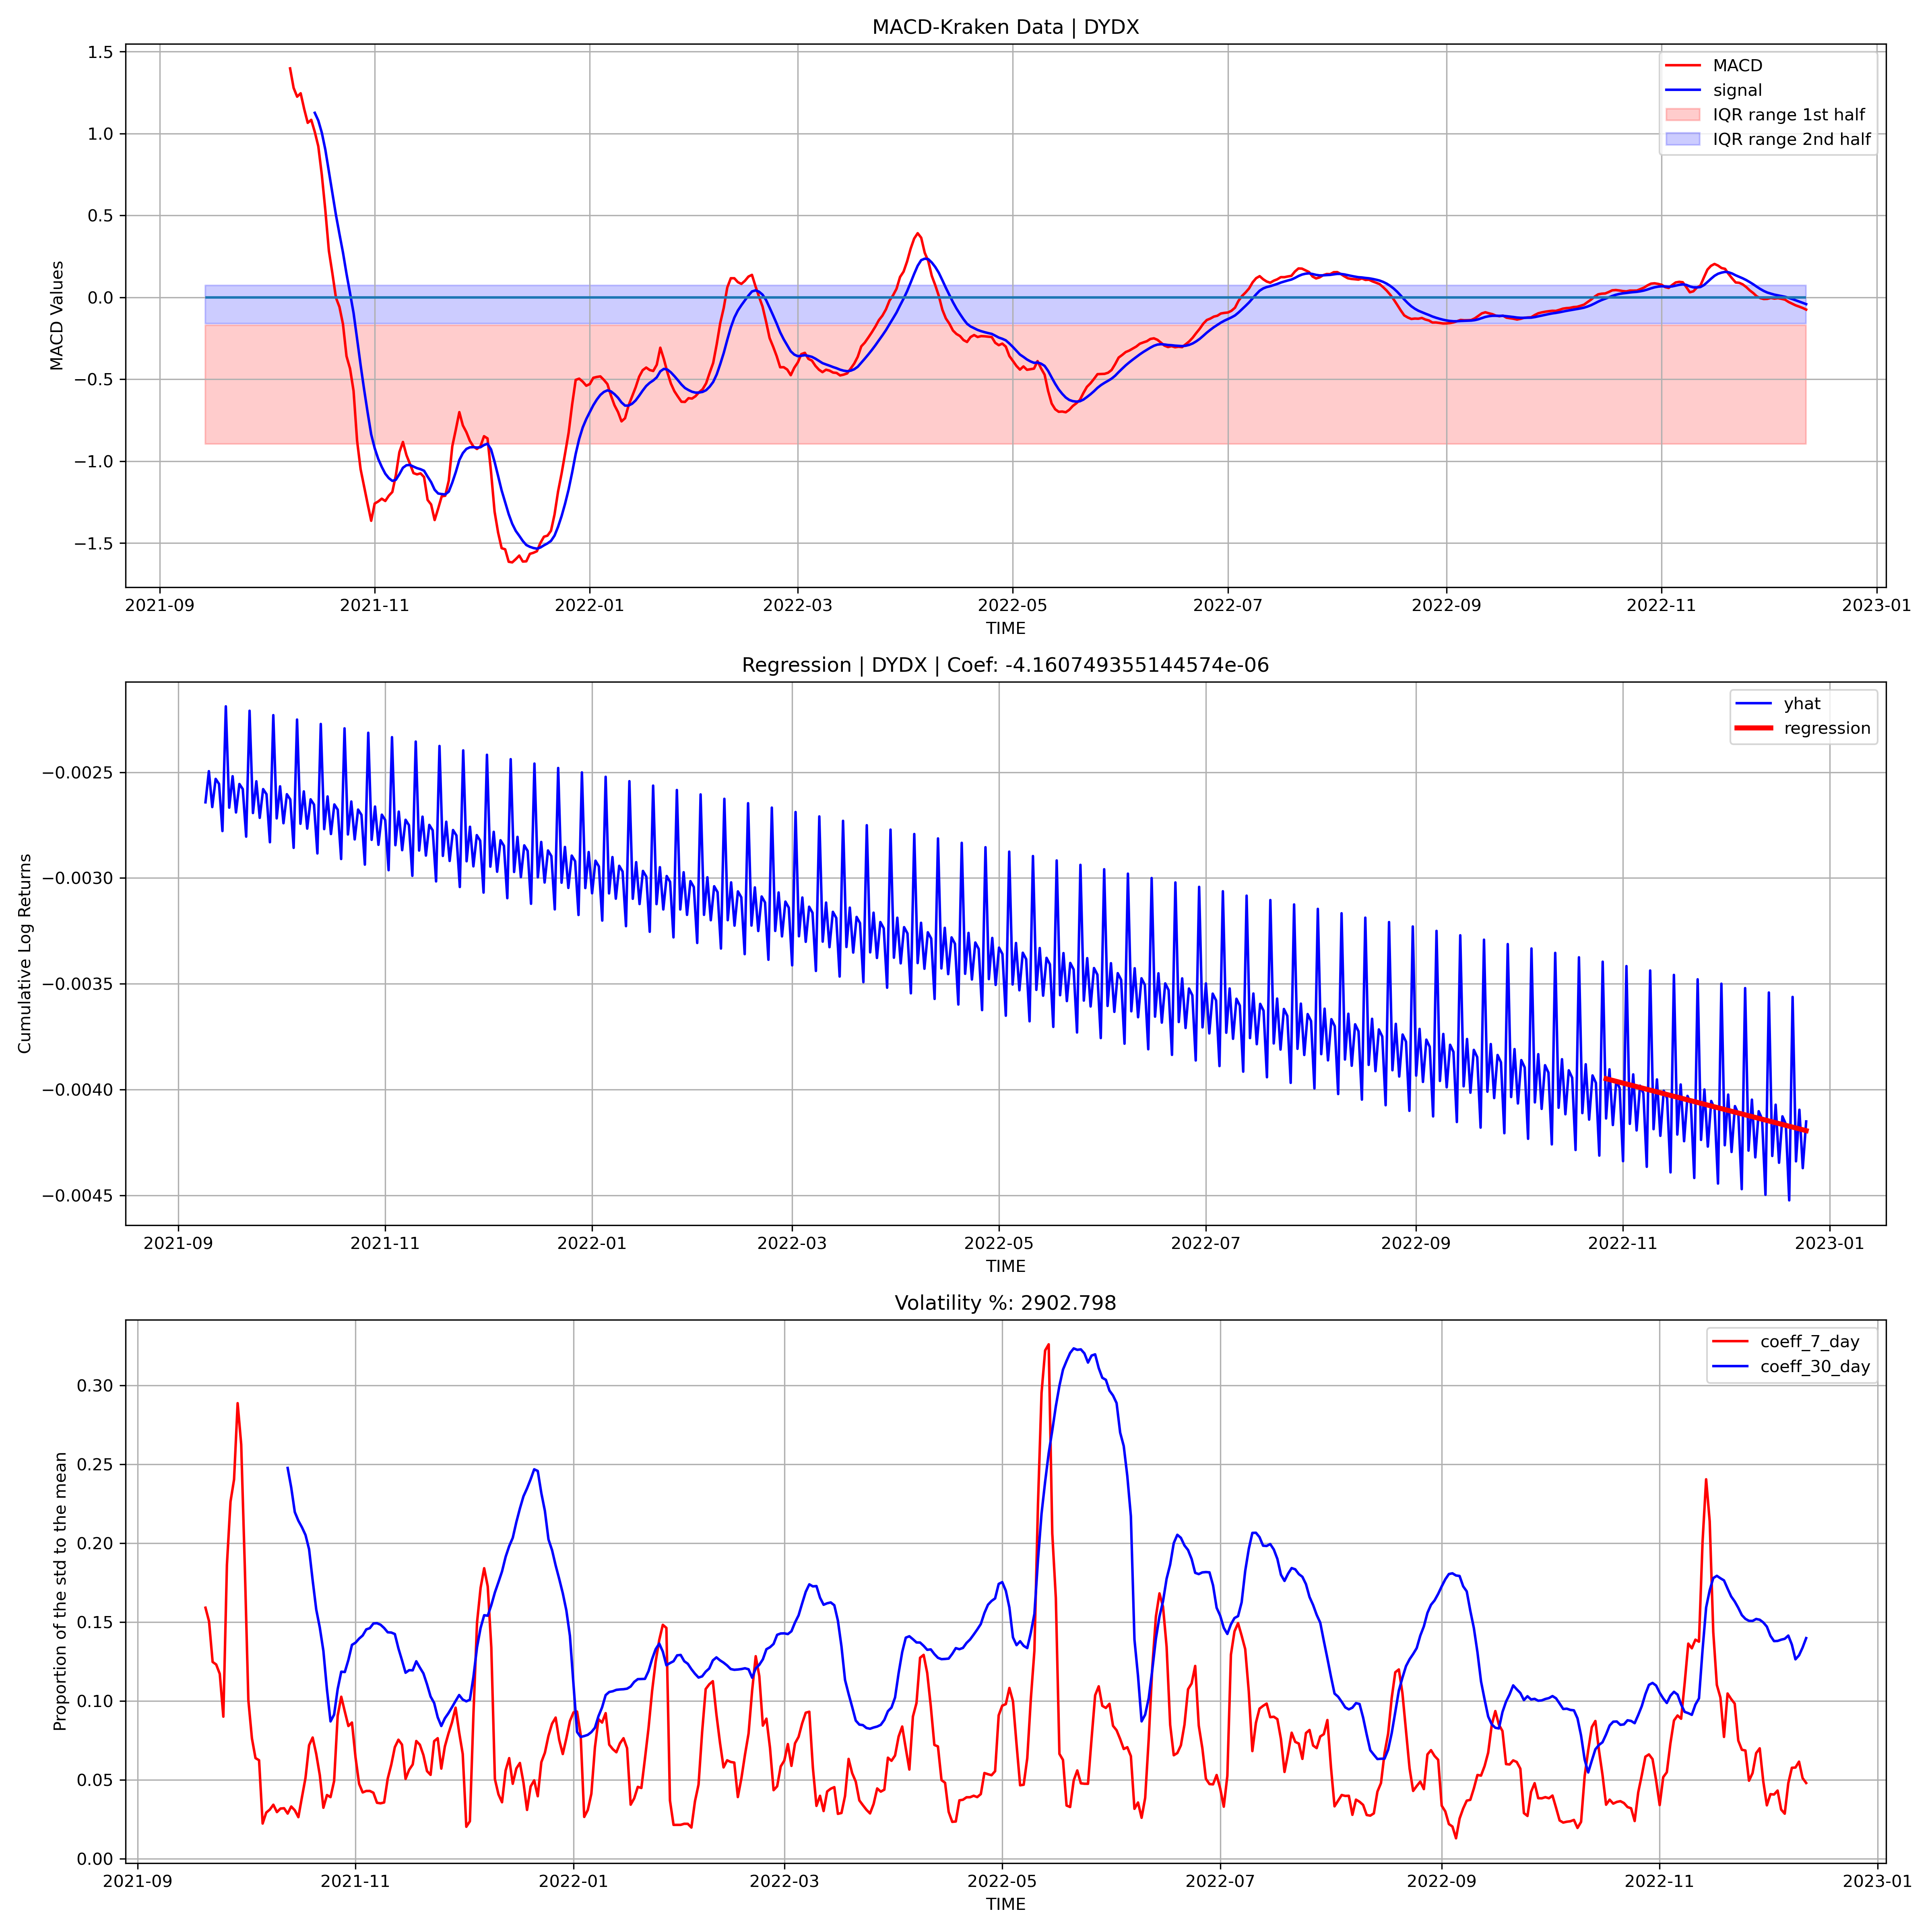 MACD-Kraken Data | DYDX
1.5
1.0
0.5
0.0
−0.5
−1.0
−1.5
MACD Values
MACD
signal
IQR range 1st half
IQR range 2nd half
2021-09 2021-11 2022-01 2022-03 2022-05 2022-07 2022-09 2022-11 2023-01
TIME
Regression | DYDX | Coef: -4.160749355144574e-06
−0.0025
−0.0030
−0.0035
−0.0040
−0.0045
Cumulative Log Returns
yhat
regression
2021-09 2021-11 2022-01 2022-03 2022-05 2022-07 2022-09 2022-11 2023-01
TIME
Volatility %: 2902.798
0.30
0.25
0.20
0.15
0.10
0.05
0.00
Proportion of the std to the mean
coeff_7_day
coeff_30_day
2021-09 2021-11 2022-01 2022-03 2022-05 2022-07 2022-09 2022-11 2023-01
TIME